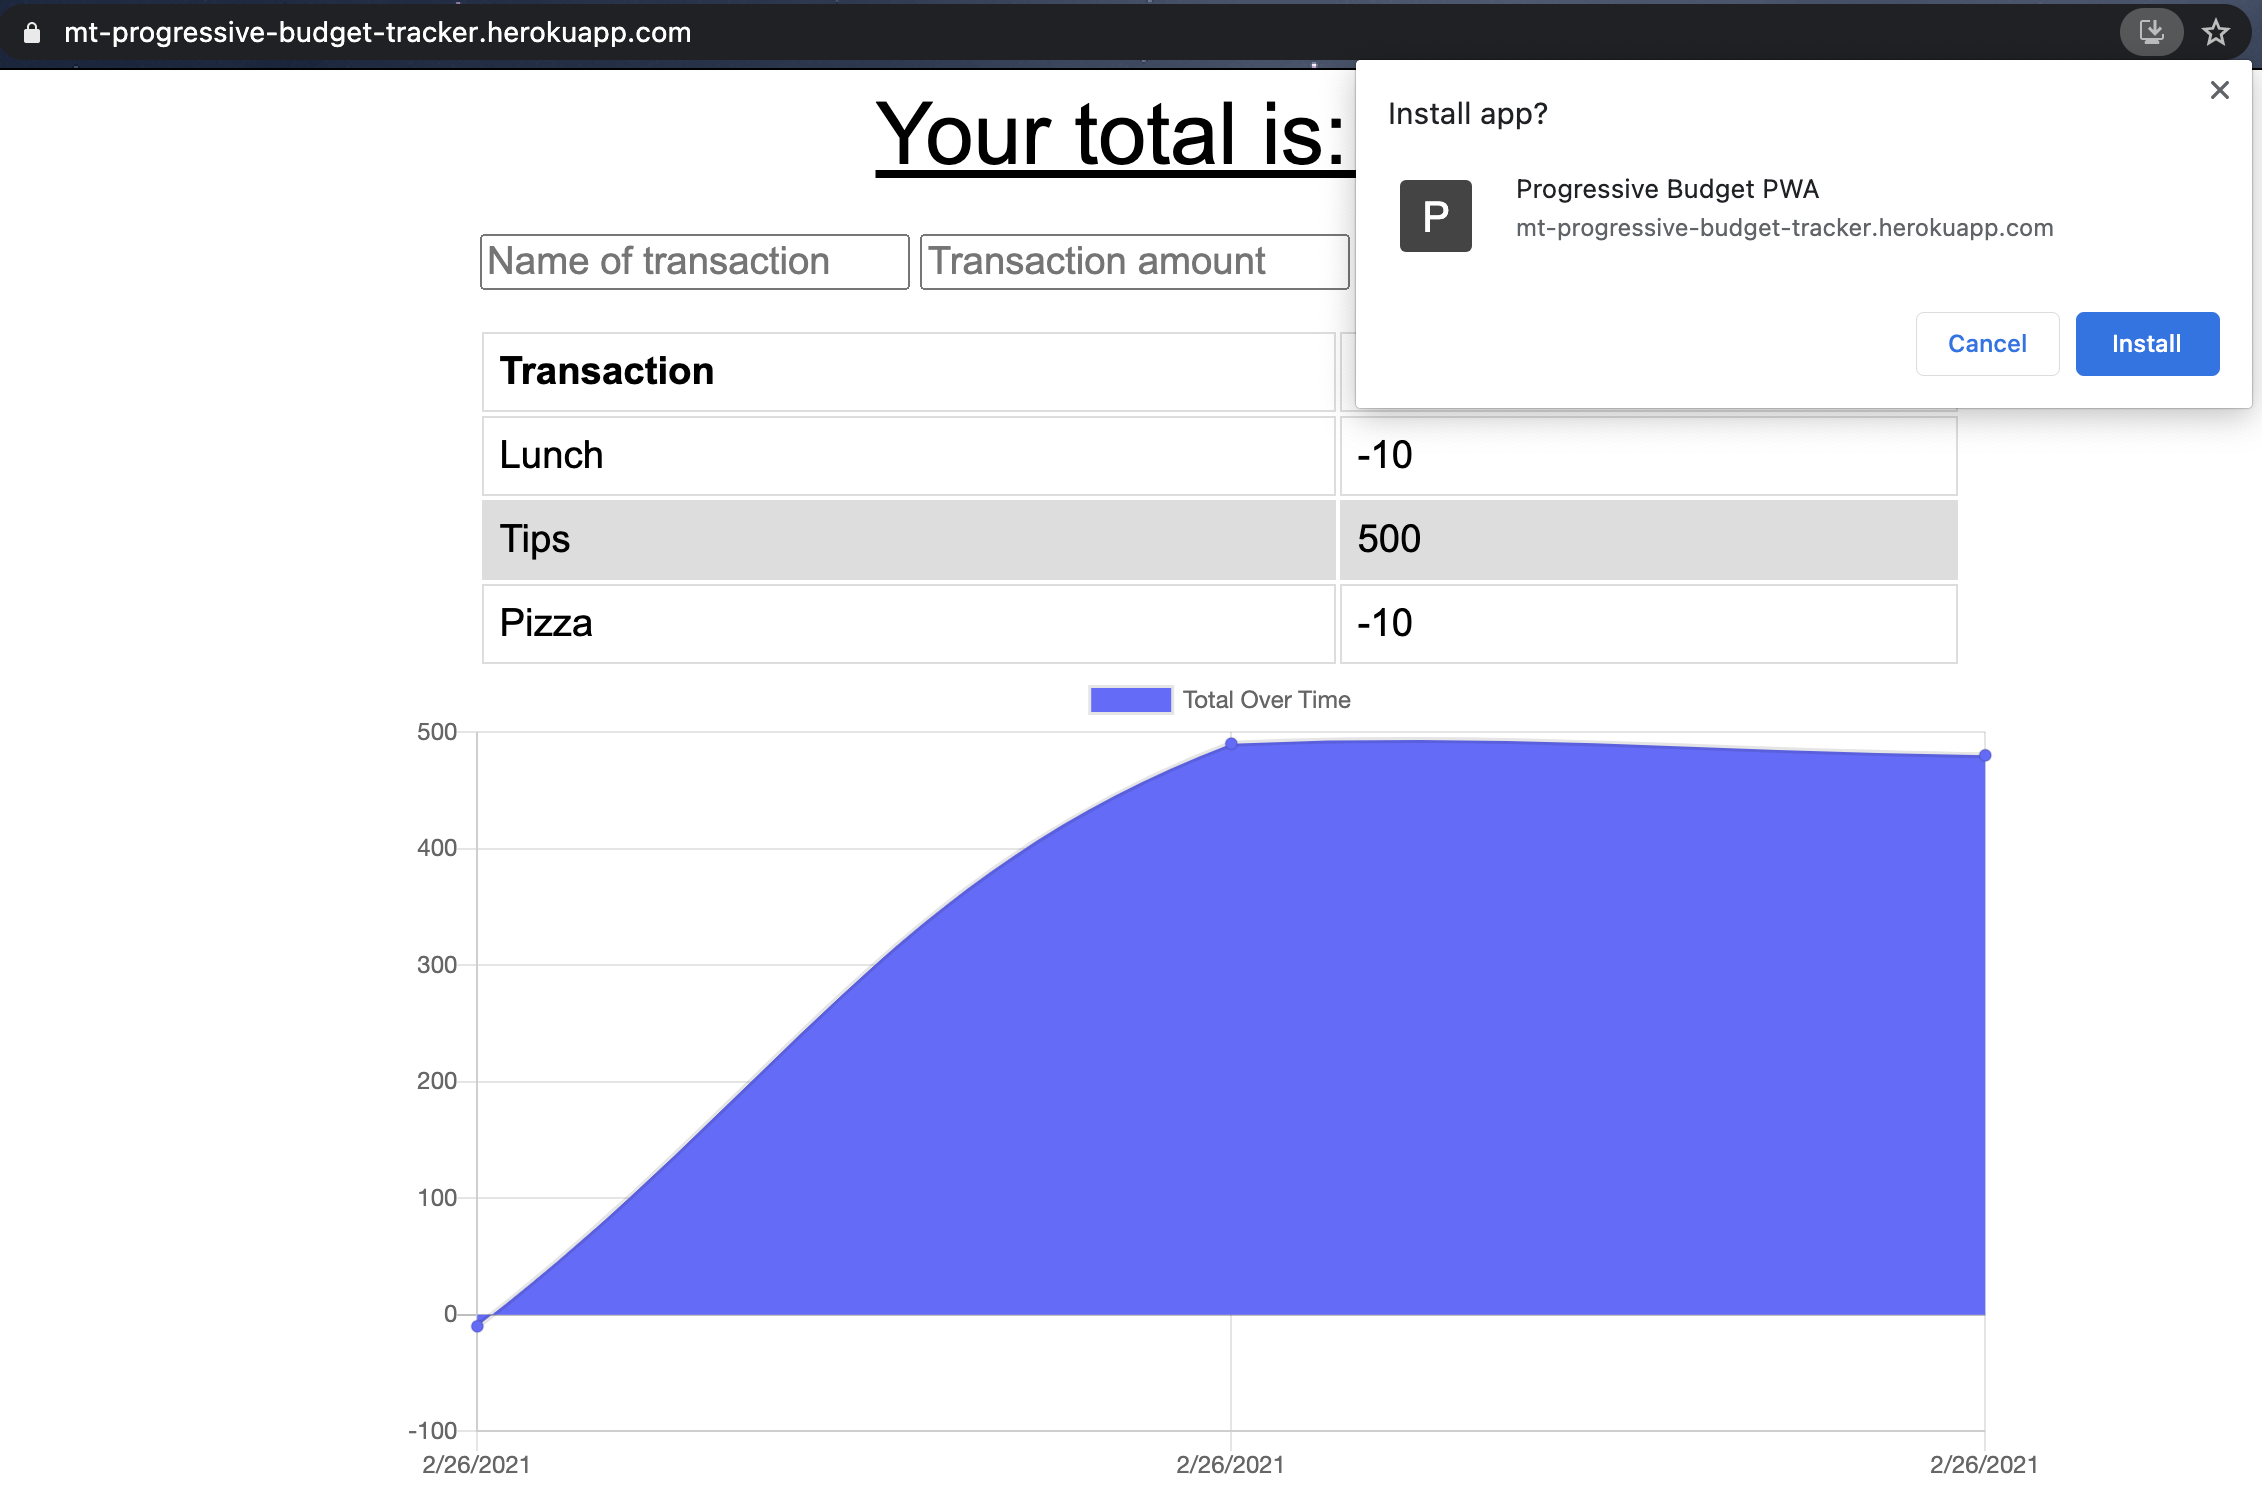 mt-progressive-budget-tracker.herokuapp.com
Your total is:
Install app?
P
Progressive Budget PWA
mt-progressive-budget-tracker.herokuapp.com
Cancel
Install
Name of transaction
Transaction amount
Transaction
Lunch -10
Tips 500
Pizza -10
Total Over Time
500
400
300
200
100
0
-100
2/26/2021 2/26/2021 2/26/2021